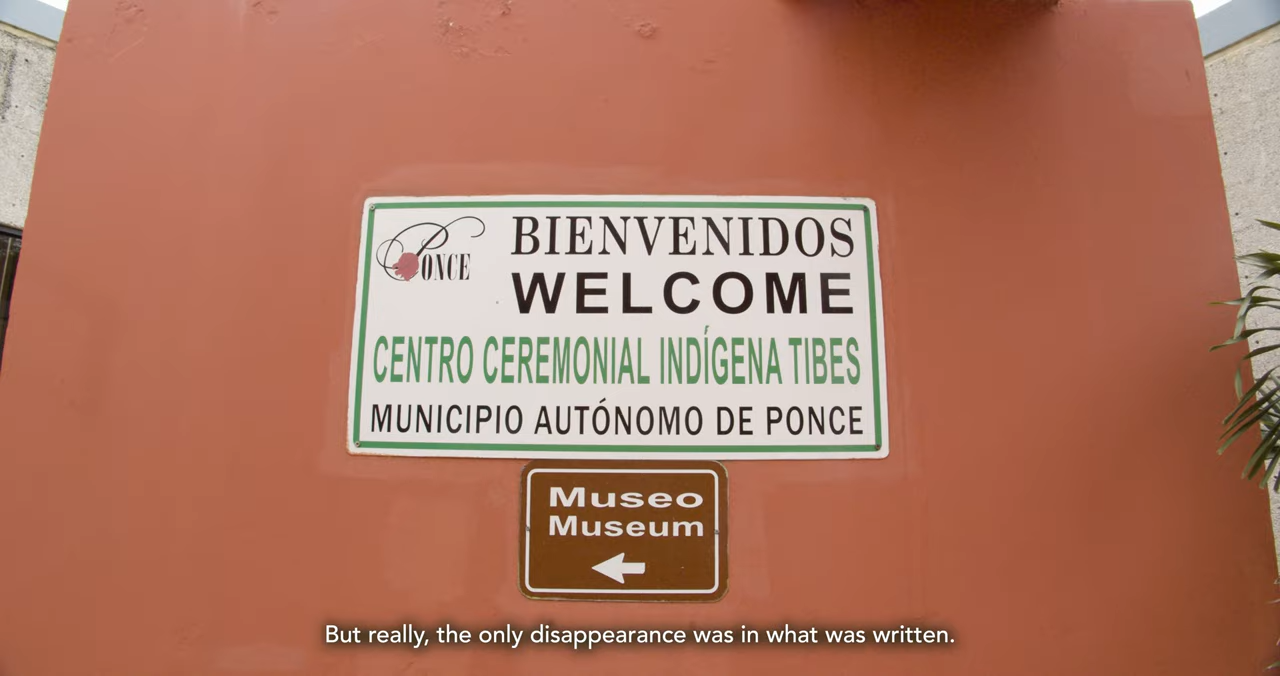 PONCE
BIENVENIDOS
WELCOME
CENTRO CEREMONIAL INDÍGENA TIBES
MUNICIPIO AUTÓNOMO DE PONCE
Museo
Museum
But really, the only disappearance was in what was written.